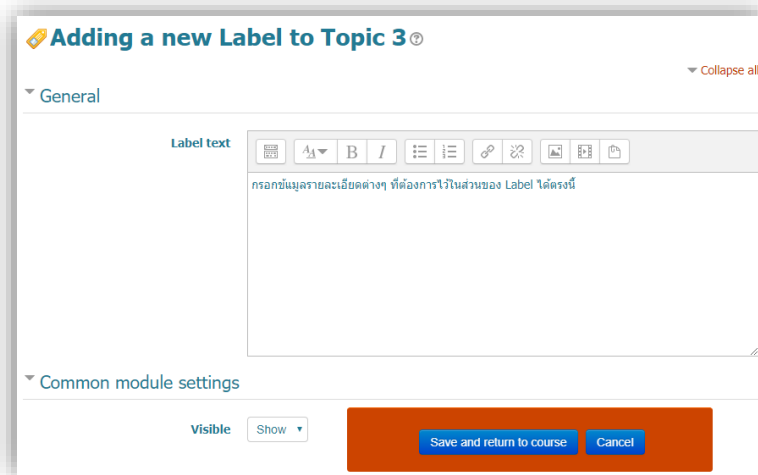 Adding a new Label to Topic 3
Collapse all
General
Label text
กรอกข้แมูลรายละเอียดต่างๆ ที่ต้องการไว้ในส่วนของ Label ได้ตรงนี้
Common module settings
Visible Show
Save and return to course Cancel